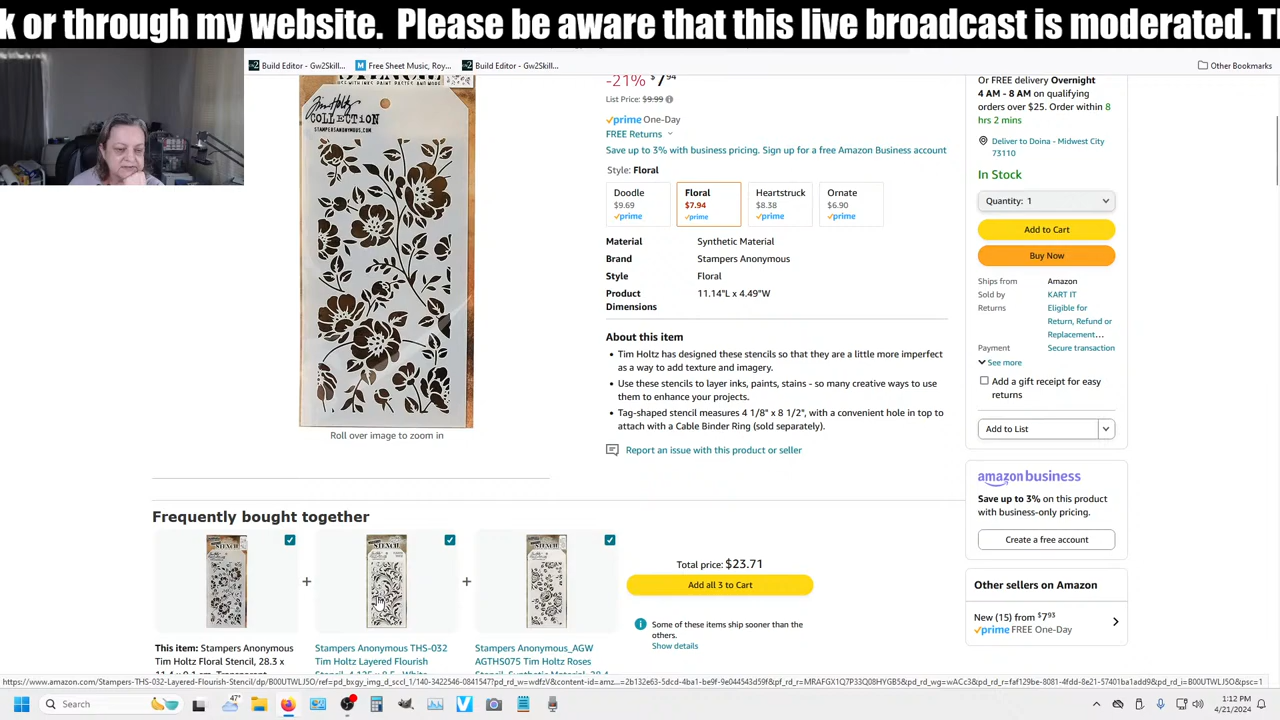 k or through my website.  Please be aware that this live broadcast is moderated. Th
Build Editor - Gw2Skill...
Free Sheet Music, Roy...
Build Editor - Gw2Skill...
Other Bookmarks
Tim Holtz
COLLECTION
STAMPERSANONYMOUS.COM
-21% $7.94
List Price: $9.99
prime One-Day
FREE Returns
Save up to 3% with business pricing. Sign up for a free Amazon Business account
Style: Floral
Doodle
$9.69
prime
Floral
$7.94
prime
Heartstruck
$8.38
prime
Ornate
$6.90
prime
Material Synthetic Material
Brand Stampers Anonymous
Style Floral
Product Dimensions 11.14"L x 4.49"W
About this item
• Tim Holtz has designed these stencils so that they are a little more imperfect
as a way to add texture and imagery.
• Use these stencils to layer inks, paints, stains - so many creative ways to use
them to enhance your projects.
• Tag-shaped stencil measures 4 1/8" x 8 1/2", with a convenient hole in top to
attach with a Cable Binder Ring (sold separately).
Report an issue with this product or seller
Roll over image to zoom in
Or FREE delivery Overnight
4 AM - 8 AM on qualifying
orders over $25. Order within 8
hrs 2 mins
Deliver to Doina - Midwest City
73110
In Stock
Quantity: 1
Add to Cart
Buy Now
Ships from Amazon
Sold by KART IT
Returns Eligible for
Return, Refund or
Replacement...
Payment Secure transaction
See more
Add a gift receipt for easy
returns
Add to List
amazon business
Save up to 3% on this product
with business-only pricing.
Create a free account
Other sellers on Amazon
New (15) from $7.93
prime FREE One-Day
Frequently bought together
+
+
Total price: $23.71
Add all 3 to Cart
Some of these items ship sooner than the
others.
Show details
This item: Stampers Anonymous
Tim Holtz Floral Stencil, 28.3 x
Stampers Anonymous THS-032
Tim Holtz Layered Flourish
Stampers Anonymous_AGW
AGTHS075 Tim Holtz Roses
Search
47°
1:12 PM
4/21/2024